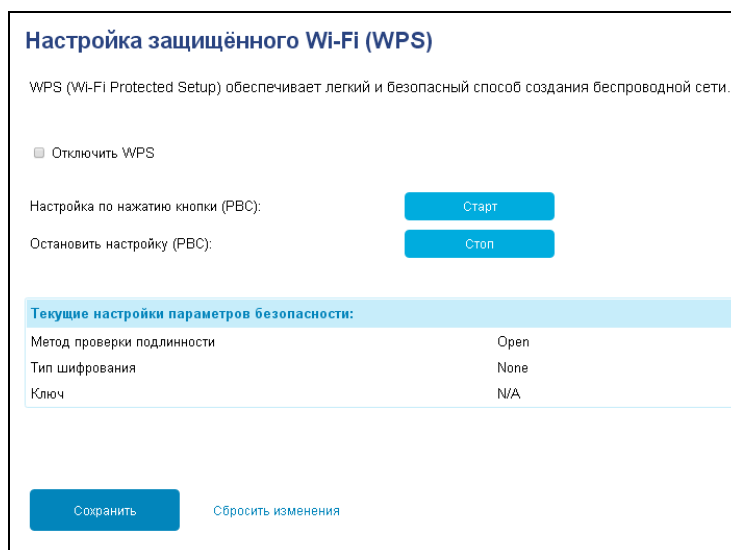 Настройка защищённого Wi-Fi (WPS)
WPS (Wi-Fi Protected Setup) обеспечивает легкий и безопасный способ создания беспроводной сети.
Отключить WPS
Настройка по нажатию кнопки (PBC): Старт
Остановить настройку (PBC): Стоп
Текущие настройки параметров безопасности:
Метод проверки подлинности Open
Тип шифрования None
Ключ N/A
Сохранить Сбросить изменения